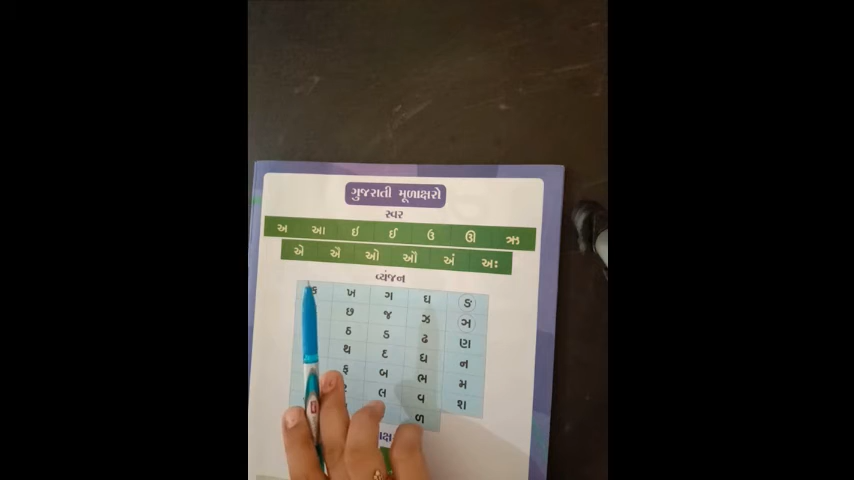 ગુજરાતી મૂળાક્ષરો
સ્વર
અ આ ઇ ઈ ઉ ઊ ઋ
એ ઐ ઓ ઔ અં અઃ
વ્યંજન
ક ખ ગ ઘ ઙ
છ જ ઝ ઞ
ઠ ડ ઢ ણ
થ દ ધ ન
ફ બ ભ મ
લ વ શ
ળ